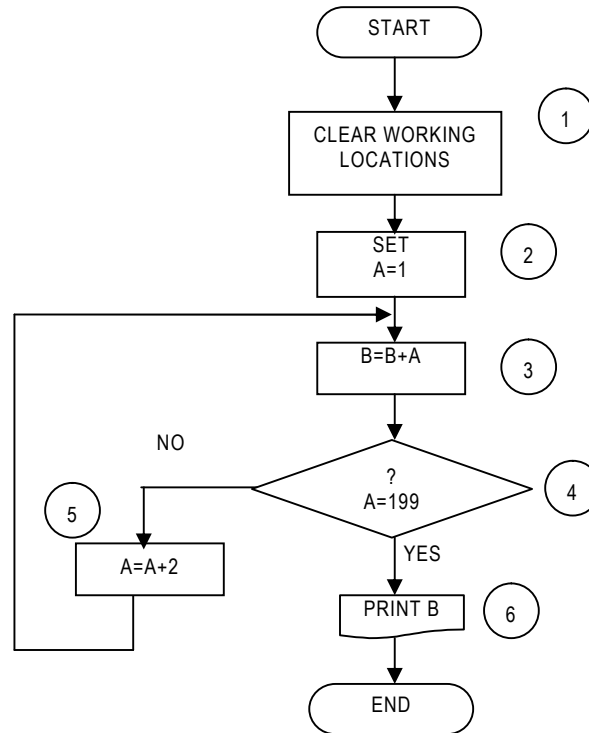 START
1
CLEAR WORKING
LOCATIONS
SET
A=1
2
B=B+A
3
NO
?
A=199
4
5
YES
A=A+2
PRINT B
6
END